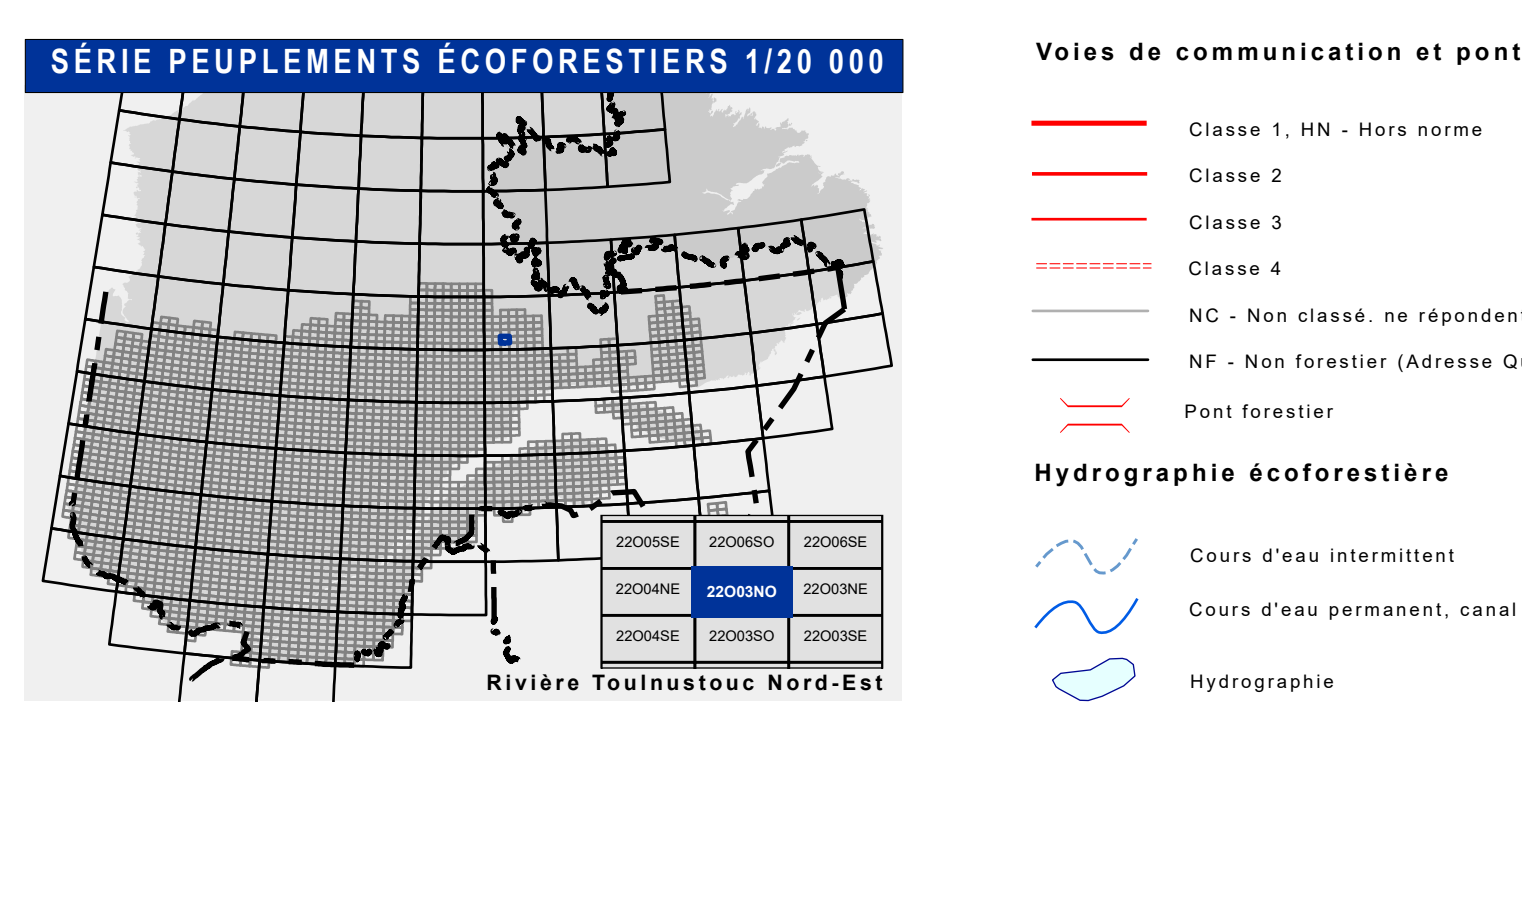 SÉRIE PEUPLEMENTS ÉCOFORESTIERS 1/20 000
22O05SE 22O06SO 22O06SE
22O04NE 22O03NO 22O03NE
22O04SE 22O03SO 22O03SE
Rivière Toulnustouc Nord-Est
Voies de communication et pont
Classe 1, HN - Hors norme
Classe 2
Classe 3
Classe 4
NC - Non classé. ne répondent
NF - Non forestier (Adresse
Pont forestier
Hydrographie écoforestière
Cours d'eau intermittent
Cours d'eau permanent, canal
Hydrographie